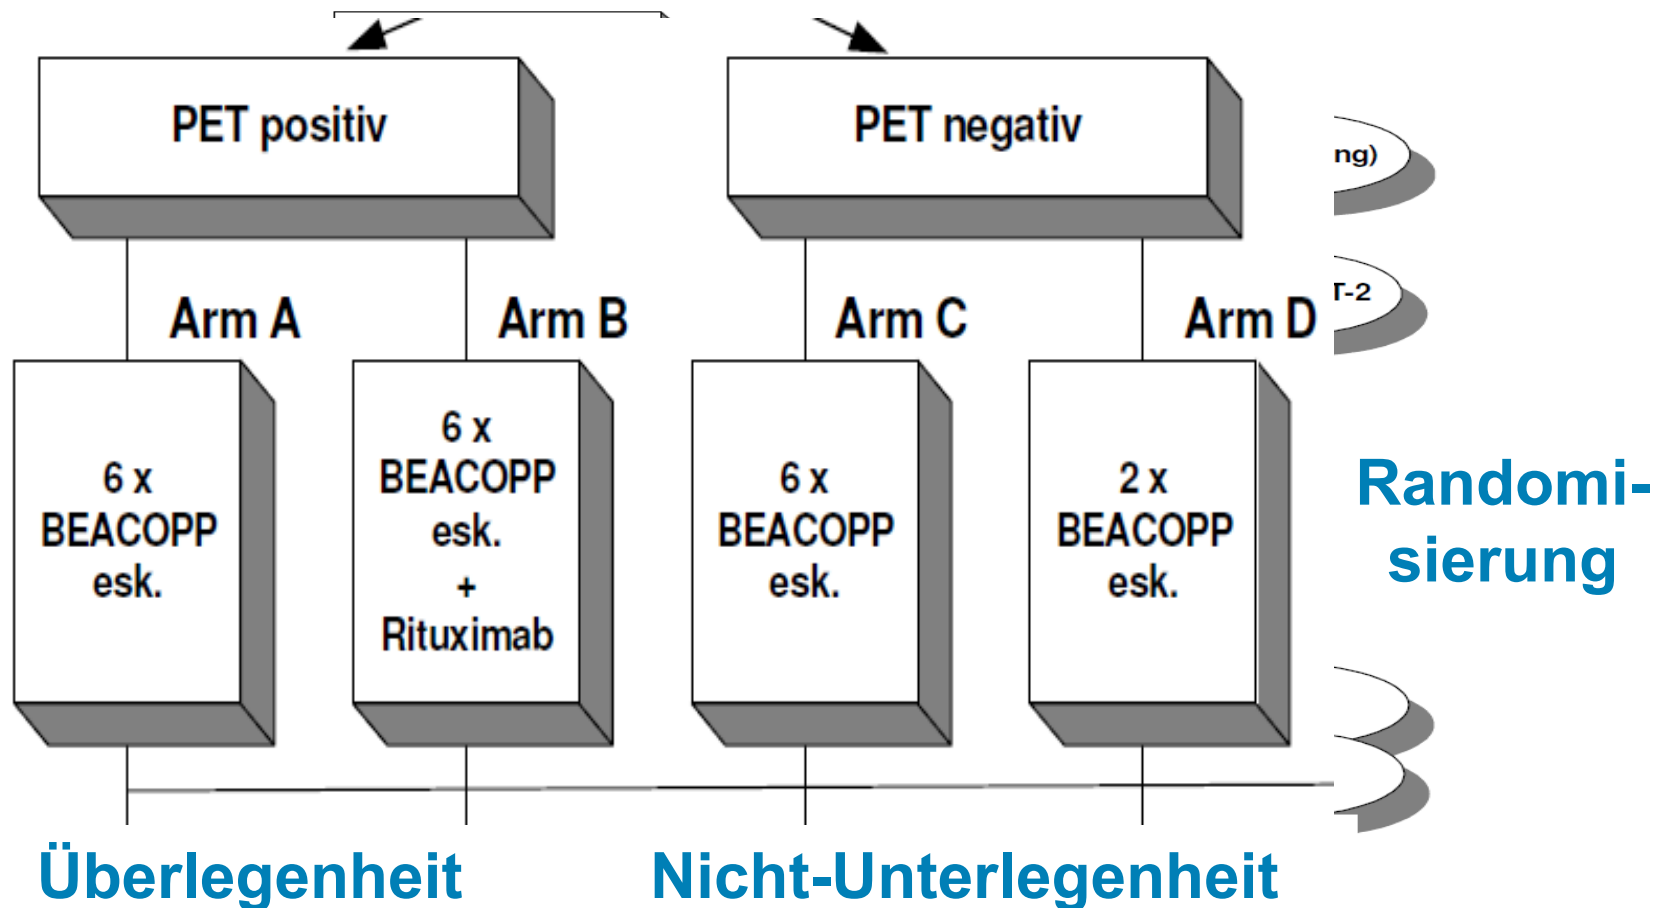 PET positiv
PET negativ
ng)
T-2
Arm A
Arm B
Arm C
Arm D
6 x
BEACOPP
esk.
6 x
BEACOPP
esk.
+
Rituximab
6 x
BEACOPP
esk.
2 x
BEACOPP
esk.
Randomi-
sierung
Überlegenheit
Nicht-Unterlegenheit